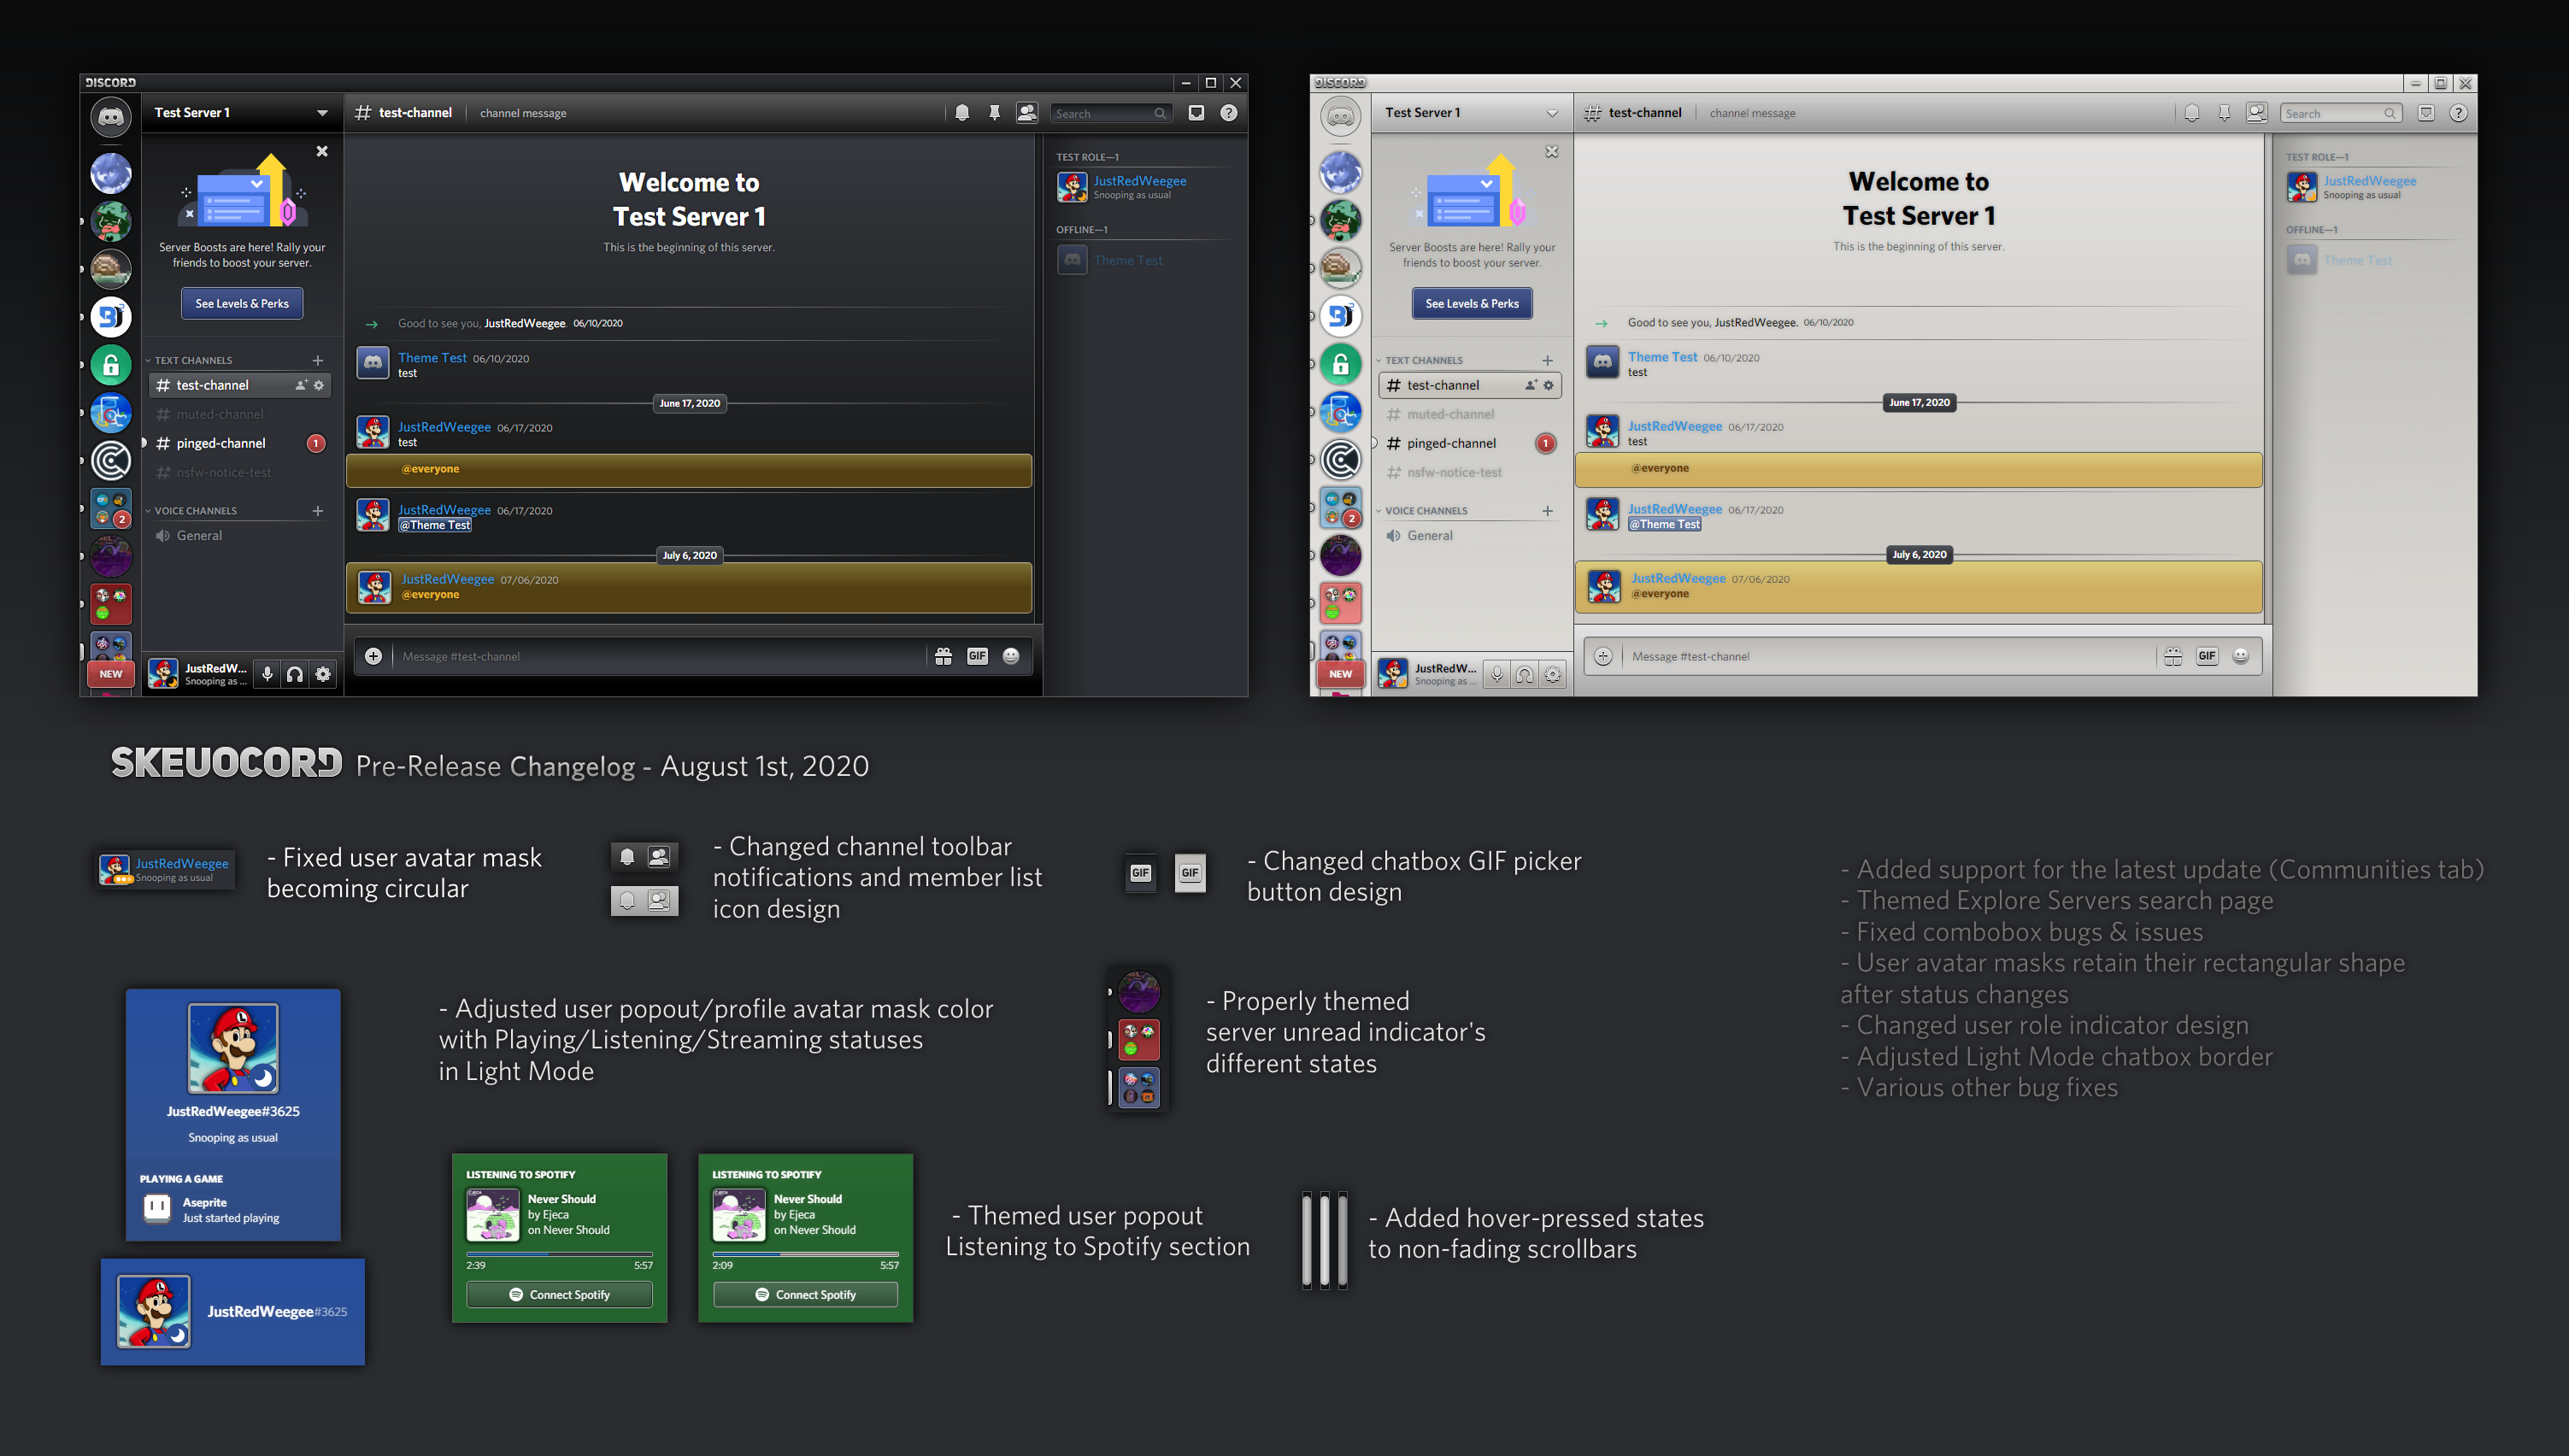 DISCORD
Test Server 1
# test-channel
channel message
Search
Server Boosts are here! Rally your
friends to boost your server.
See Levels & Perks
TEXT CHANNELS
# test-channel
# muted-channel
# pinged-channel
1
nsfw-notice-test
VOICE CHANNELS
General
2
NEW
JustRedW...
Snooping as ...
Welcome to
Test Server 1
This is the beginning of this server.
Good to see you, JustRedWeegee. 06/10/2020
Theme Test 06/10/2020
test
June 17, 2020
JustRedWeegee 06/17/2020
test
@everyone
JustRedWeegee 06/17/2020
@Theme Test
July 6, 2020
JustRedWeegee 07/06/2020
@everyone
Message #test-channel
GIF
TEST ROLE—1
JustRedWeegee
Snooping as usual
OFFLINE—1
Theme Test
DISCORD
Test Server 1
# test-channel
channel message
Search
Server Boosts are here! Rally your
friends to boost your server.
See Levels & Perks
TEXT CHANNELS
# test-channel
# muted-channel
# pinged-channel
1
nsfw-notice-test
VOICE CHANNELS
General
2
NEW
JustRedW...
Snooping as ...
Welcome to
Test Server 1
This is the beginning of this server.
Good to see you, JustRedWeegee. 06/10/2020
Theme Test 06/10/2020
test
June 17, 2020
JustRedWeegee 06/17/2020
test
@everyone
JustRedWeegee 06/17/2020
@Theme Test
July 6, 2020
JustRedWeegee 07/06/2020
@everyone
Message #test-channel
GIF
TEST ROLE—1
JustRedWeegee
Snooping as usual
OFFLINE—1
Theme Test
SKEUOCORD Pre-Release Changelog - August 1st, 2020
JustRedWeegee
Snooping as usual
- Fixed user avatar mask
becoming circular
- Changed channel toolbar
notifications and member list
icon design
GIF
GIF
- Changed chatbox GIF picker
button design
- Added support for the latest update (Communities tab)
- Themed Explore Servers search page
- Fixed combobox bugs & issues
- User avatar masks retain their rectangular shape
after status changes
- Changed user role indicator design
- Adjusted Light Mode chatbox border
- Various other bug fixes
JustRedWeegee#3625
Snooping as usual
PLAYING A GAME
Aseprite
Just started playing
JustRedWeegee#3625
- Adjusted user popout/profile avatar mask color
with Playing/Listening/Streaming statuses
in Light Mode
- Properly themed
server unread indicator's
different states
LISTENING TO SPOTIFY
Never Should
by Ejeca
on Never Should
2:39 5:57
Connect Spotify
LISTENING TO SPOTIFY
Never Should
by Ejeca
on Never Should
2:09 5:57
Connect Spotify
- Themed user popout
Listening to Spotify section
- Added hover-pressed states
to non-fading scrollbars